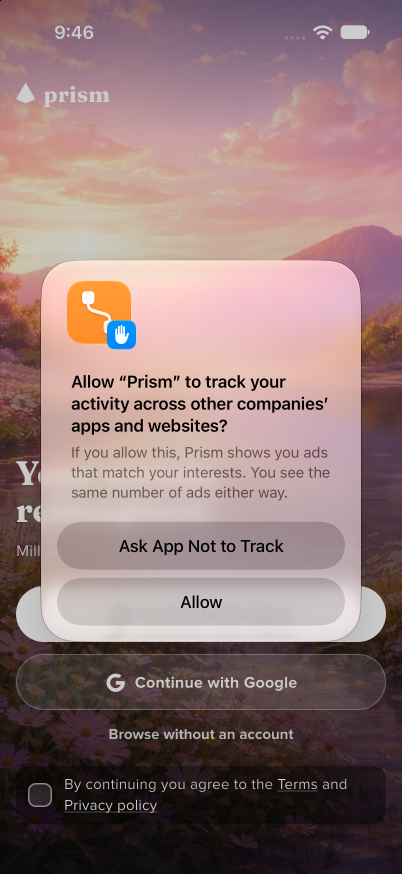 9:46
prism
Allow “Prism” to track your
activity across other companies’
apps and websites?
If you allow this, Prism shows you ads
that match your interests. You see the
same number of ads either way.
Ask App Not to Track
Allow
Continue with Google
Browse without an account
By continuing you agree to the Terms and
Privacy policy